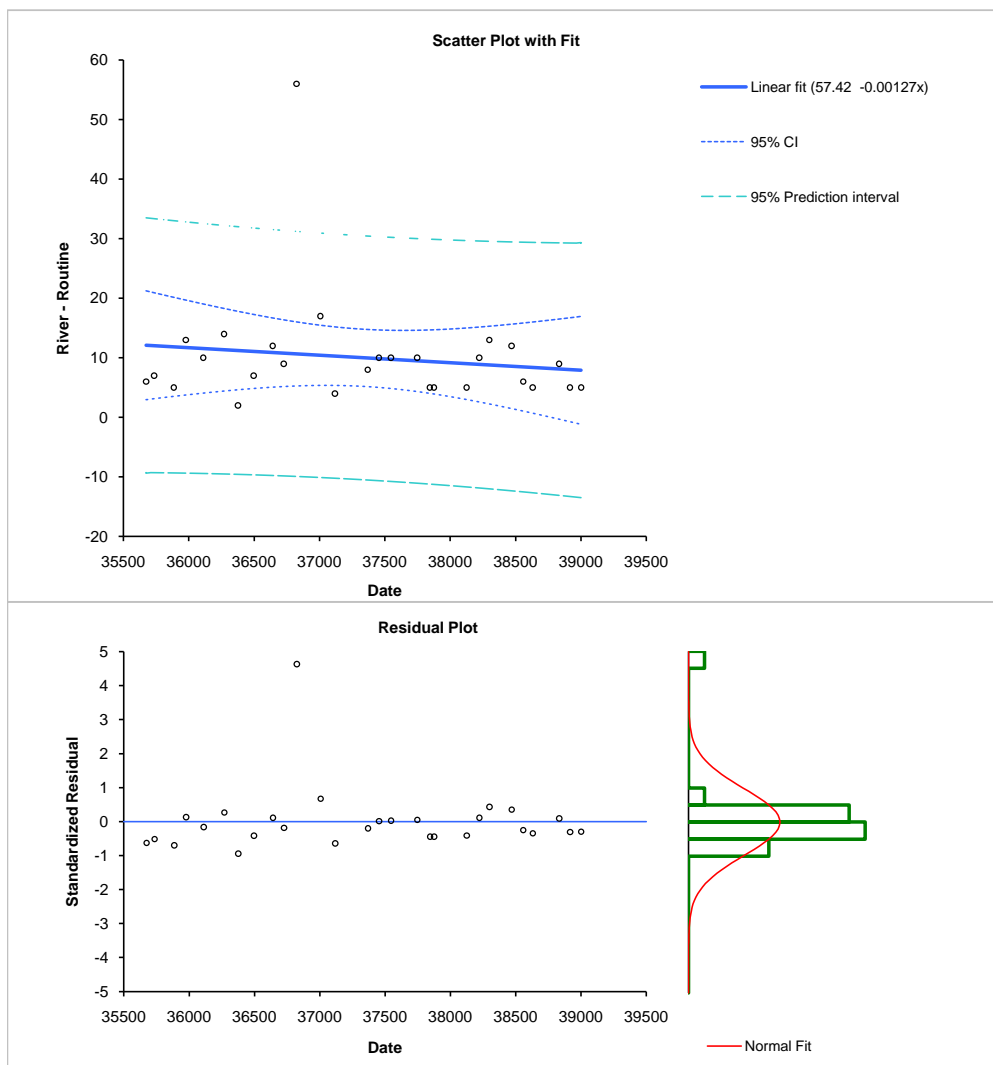 Scatter Plot with Fit
60
50
40
30
20
10
0
-10
-20
River - Routine
35500 36000 36500 37000 37500 38000 38500 39000 39500
Date
Linear fit (57.42 -0.00127x)
95% CI
95% Prediction interval
Residual Plot
5
4
3
2
1
0
-1
-2
-3
-4
-5
Standardized Residual
35500 36000 36500 37000 37500 38000 38500 39000 39500
Date
Normal Fit